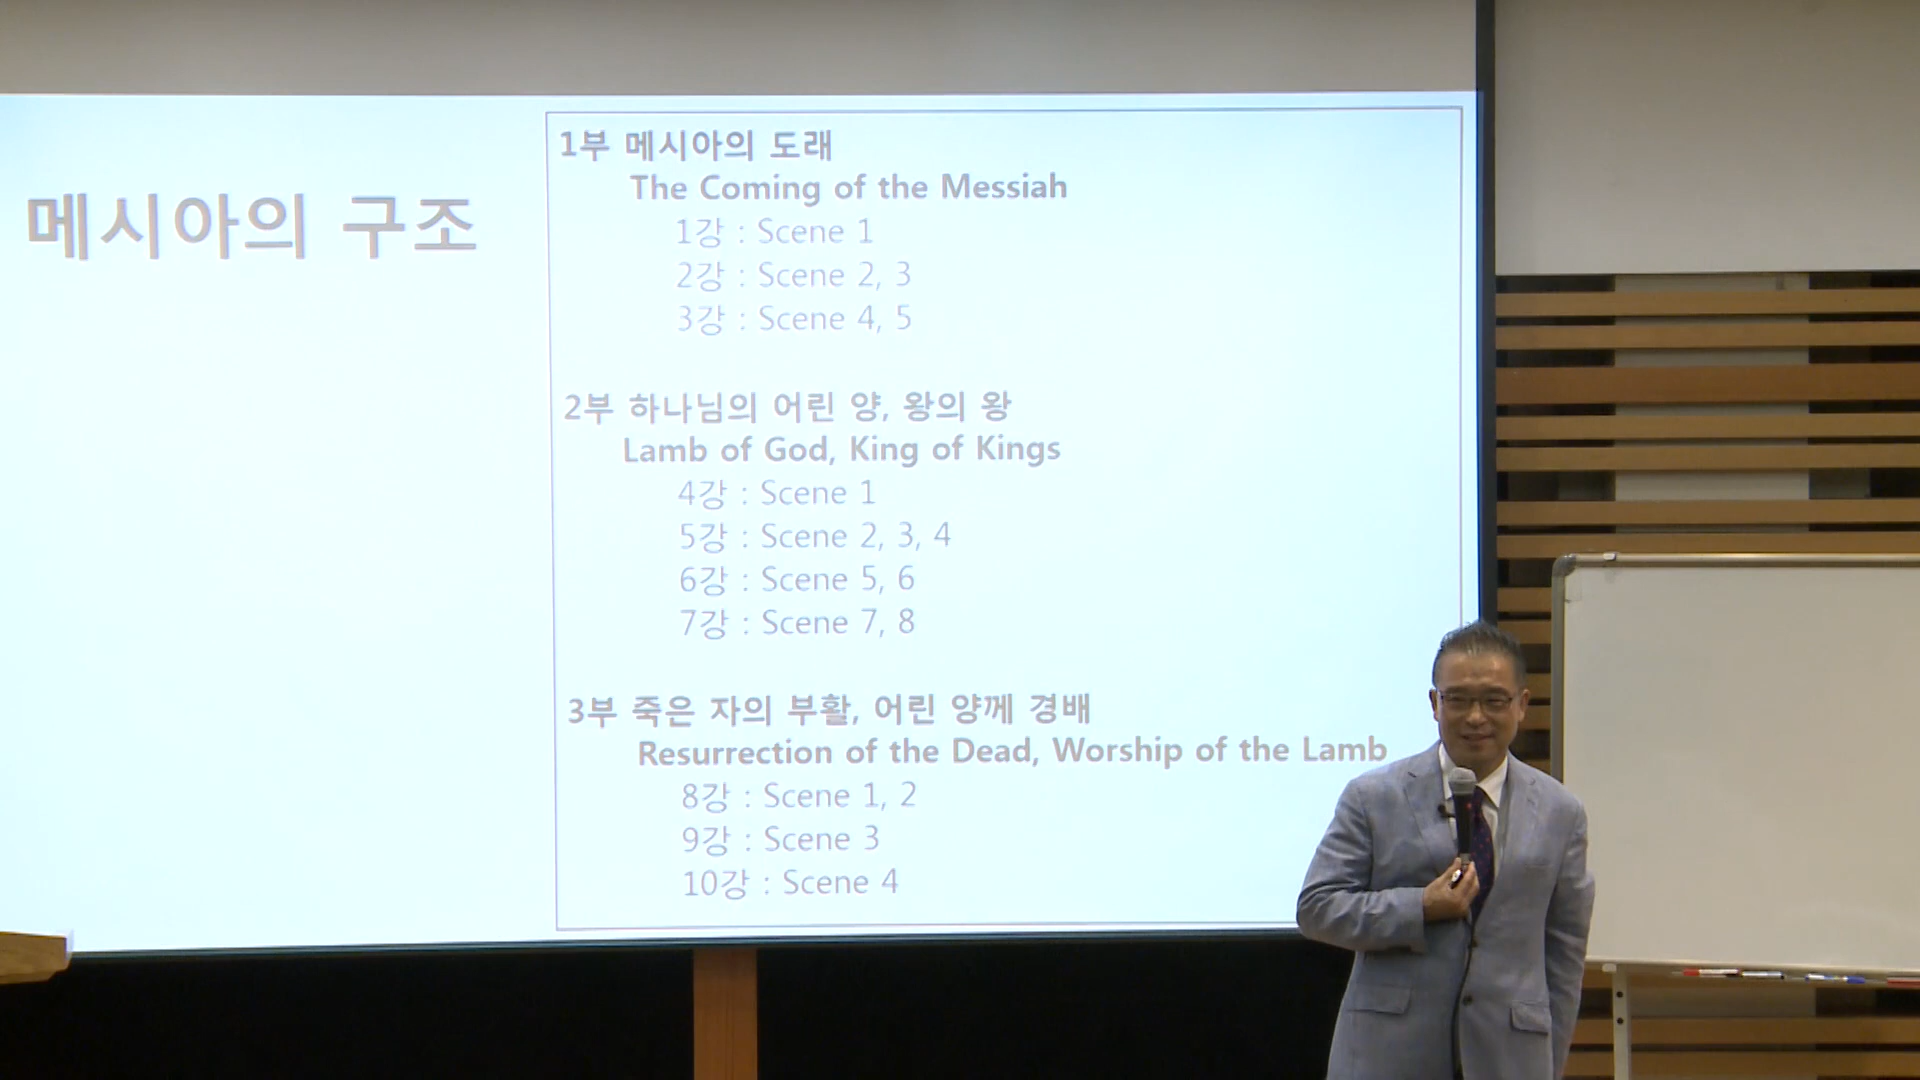 메시아의 구조
1부 메시아의 도래
The Coming of the Messiah
1강 : Scene 1
2강 : Scene 2, 3
3강 : Scene 4, 5
2부 하나님의 어린 양, 왕의 왕
Lamb of God, King of Kings
4강 : Scene 1
5강 : Scene 2, 3, 4
6강 : Scene 5, 6
7강 : Scene 7, 8
3부 죽은 자의 부활, 어린 양께 경배
Resurrection of the Dead, Worship of the Lamb
8강 : Scene 1, 2
9강 : Scene 3
10강 : Scene 4